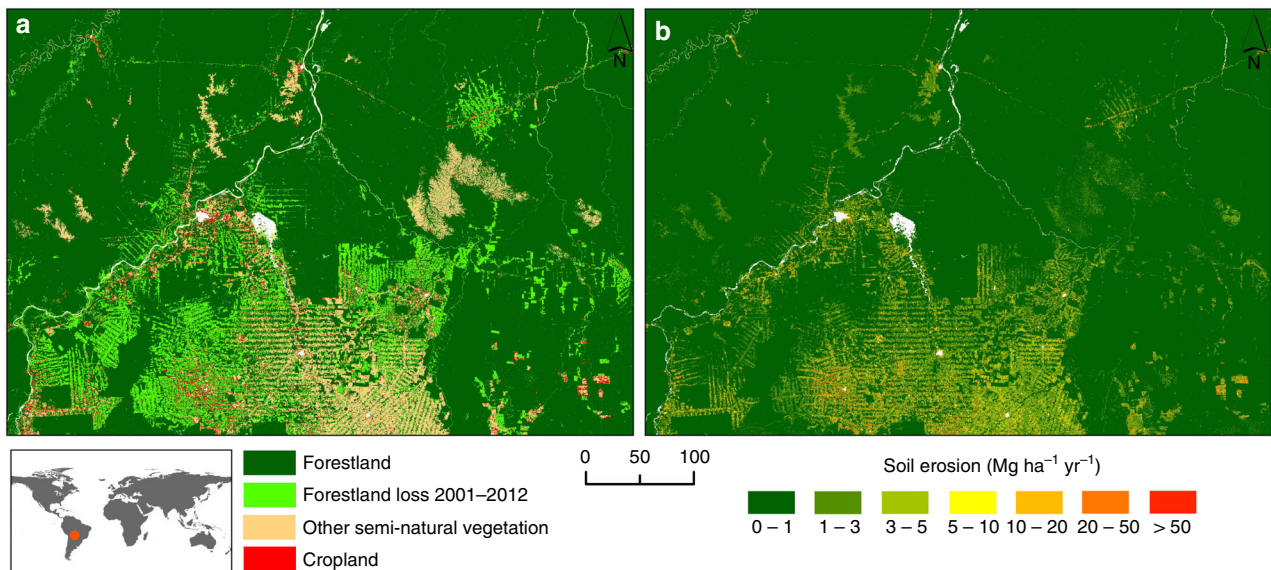 a
N
b
N
Forestland
Forestland loss 2001–2012
Other semi-natural vegetation
Cropland
0 50 100
Soil erosion (Mg ha⁻¹ yr⁻¹)
0 – 1 1 – 3 3 – 5 5 – 10 10 – 20 20 – 50 > 50